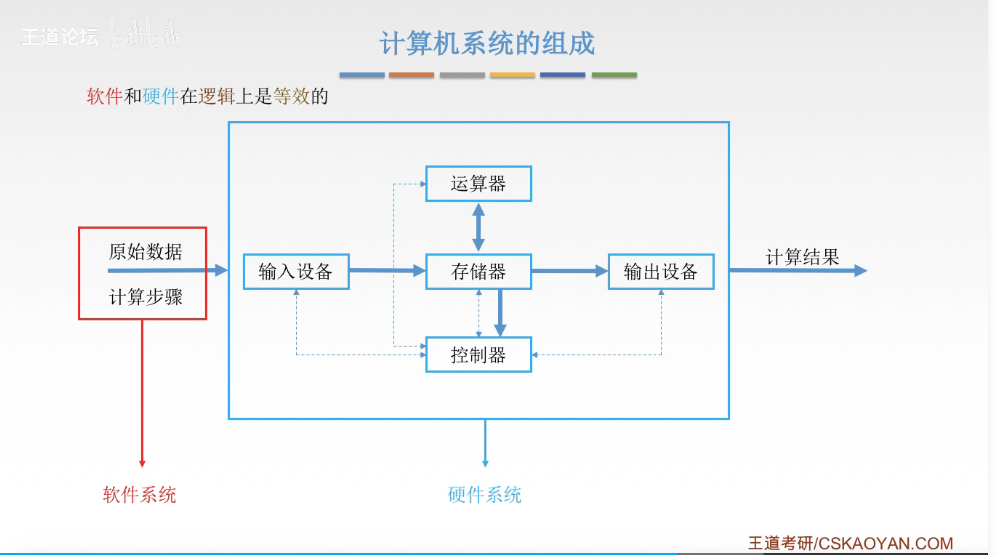 王道论坛
计算机系统的组成
软件和硬件在逻辑上是等效的
运算器
原始数据
计算步骤
输入设备
存储器
输出设备
计算结果
控制器
软件系统
硬件系统
王道考研/CSKAOYAN.COM